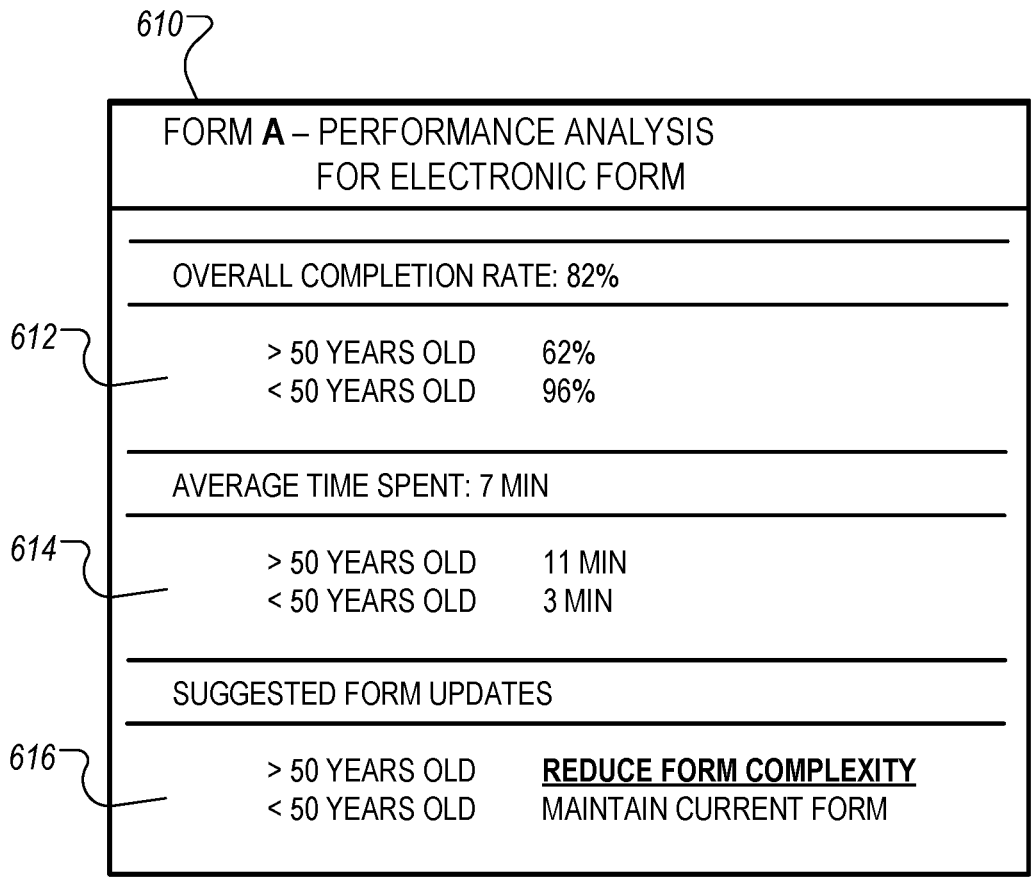 610
FORM A – PERFORMANCE ANALYSIS
FOR ELECTRONIC FORM
OVERALL COMPLETION RATE: 82%
612
> 50 YEARS OLD 62%
< 50 YEARS OLD 96%
AVERAGE TIME SPENT: 7 MIN
614
> 50 YEARS OLD 11 MIN
< 50 YEARS OLD 3 MIN
SUGGESTED FORM UPDATES
616
> 50 YEARS OLD REDUCE FORM COMPLEXITY
< 50 YEARS OLD MAINTAIN CURRENT FORM